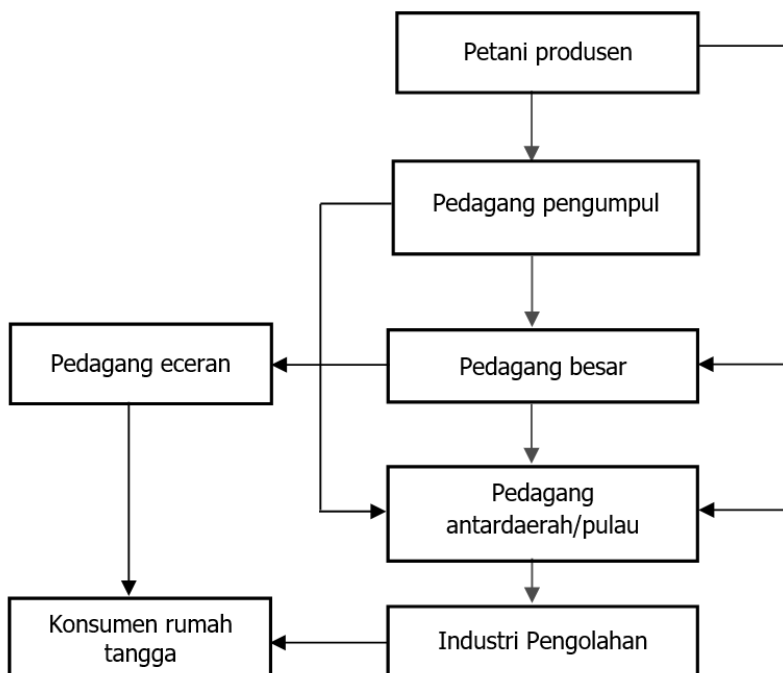 Petani produsen
Pedagang pengumpul
Pedagang eceran
Pedagang besar
Pedagang
antardaerah/pulau
Konsumen rumah
tangga
Industri Pengolahan